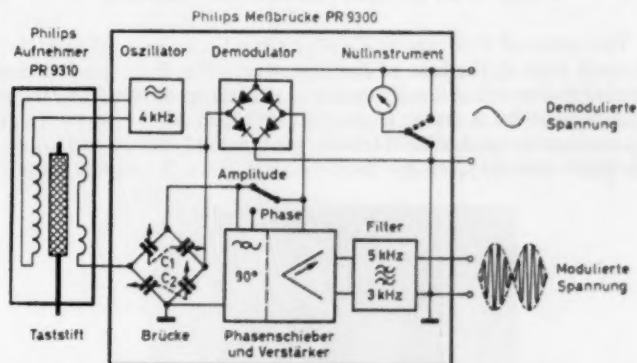 Philips Meßbrücke PR 9300
Philips
Aufnehmer
PR 9310
Oszillator
Demodulator
Nullinstrument
4 kHz
Demodulierte
Spannung
Amplitude
Phase
Filter
C1
C2
90°
5 kHz
3 kHz
Modulierte
Spannung
Taststift
Brücke
Phasenschieber
und Verstärker